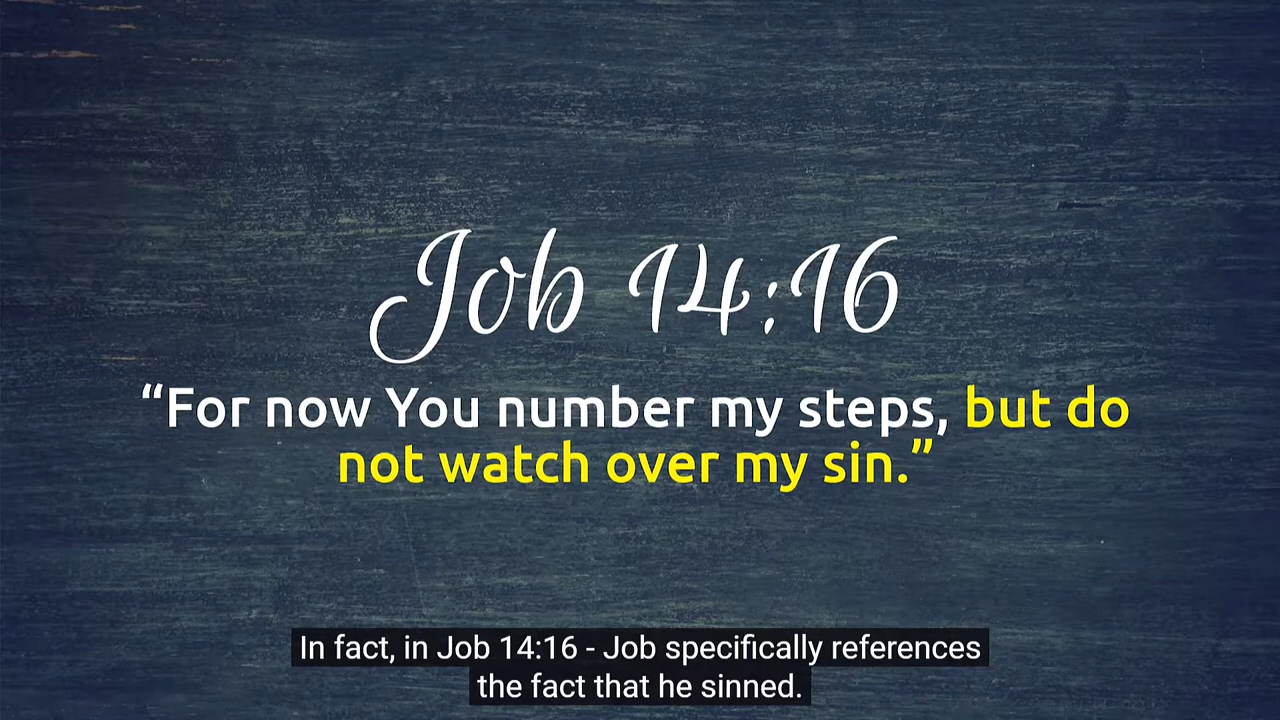 Job 14:16
“For now You number my steps, but do
not watch over my sin.”
In fact, in Job 14:16 - Job specifically references
the fact that he sinned.